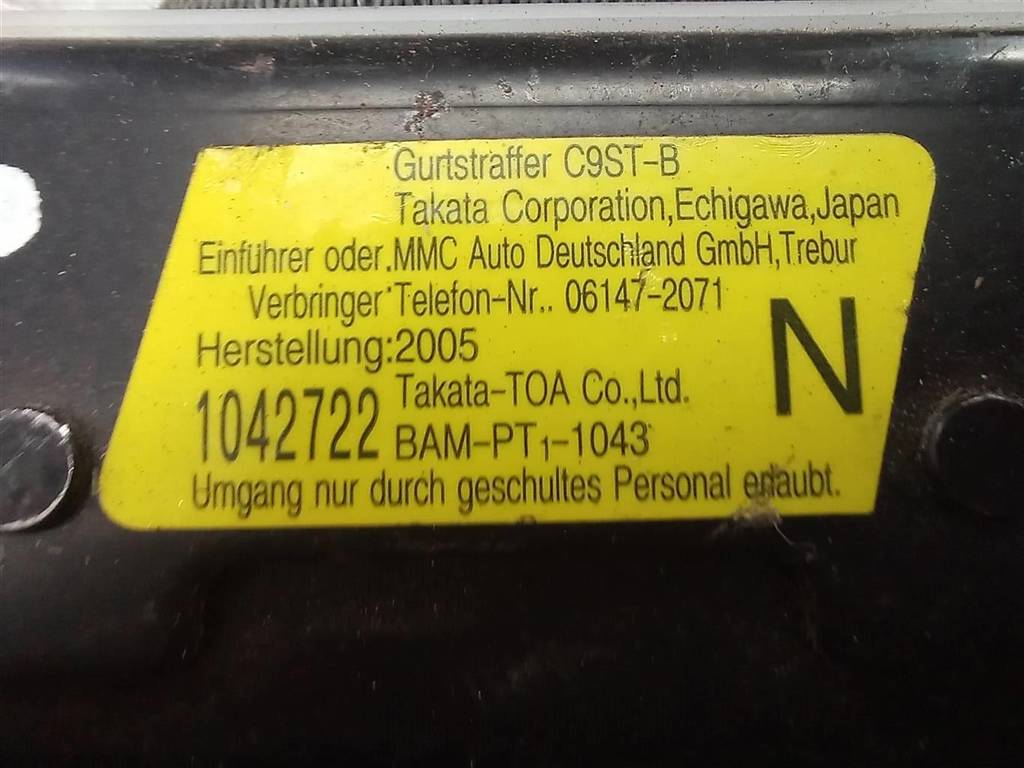 Gurtstraffer C9ST-B
Takata Corporation,Echigawa,Japan
Einführer oder.MMC Auto Deutschland GmbH,Trebur
Verbringer Telefon-Nr.. 06147-2071
Herstellung:2005
N
1042722 Takata-TOA Co.,Ltd.
BAM-PT1-1043
Umgang nur durch geschultes Personal erlaubt.